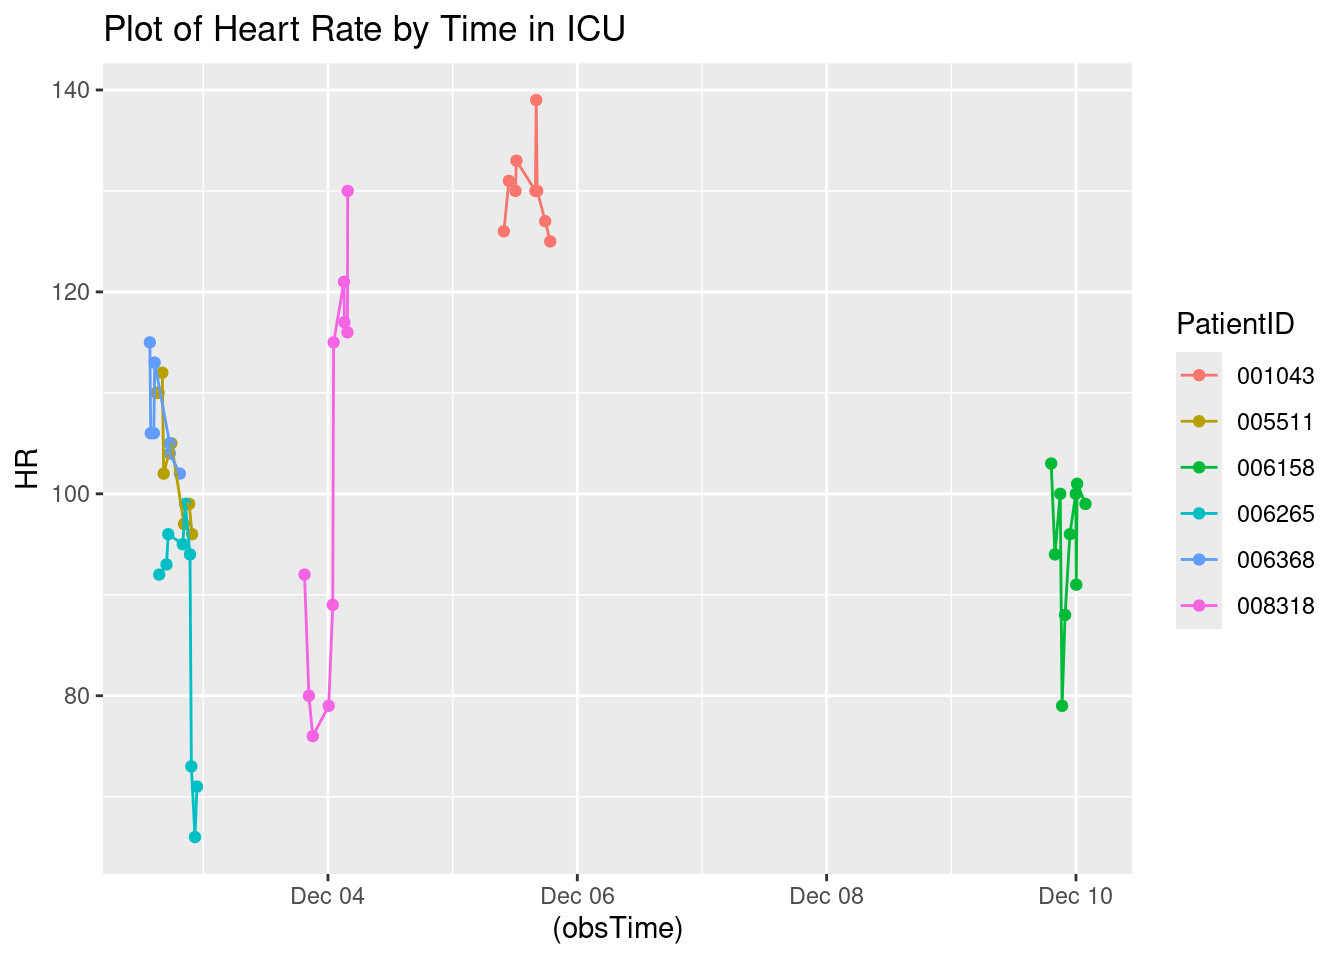 Plot of Heart Rate by Time in ICU
140
120
100
80
HR
Dec 04
Dec 06
Dec 08
Dec 10
(obsTime)
PatientID
001043
005511
006158
006265
006368
008318